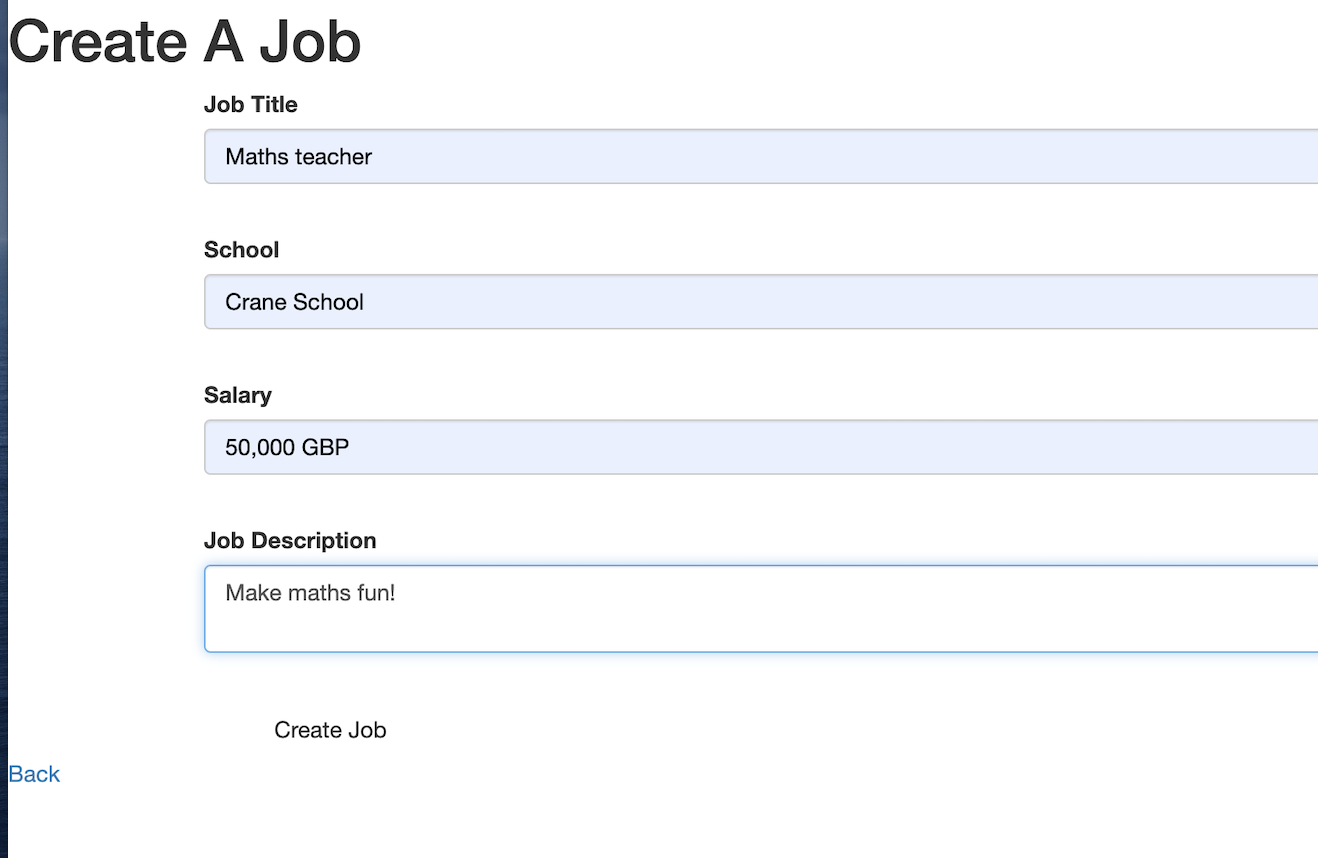 Create A Job
Job Title
Maths teacher
School
Crane School
Salary
50,000 GBP
Job Description
Make maths fun!
Create Job
Back